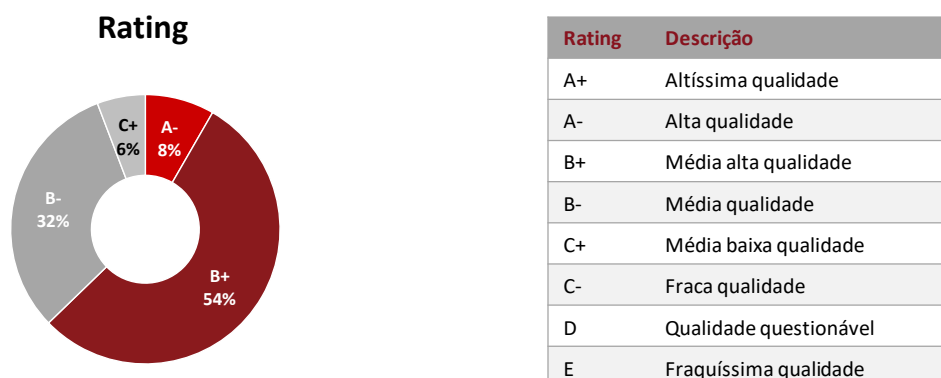 Rating
C+
6%
A-
8%
B-
32%
B+
54%
Rating Descrição
A+ Altíssima qualidade
A- Alta qualidade
B+ Média alta qualidade
B- Média qualidade
C+ Média baixa qualidade
C- Fraca qualidade
D Qualidade questionável
E Fraquíssima qualidade